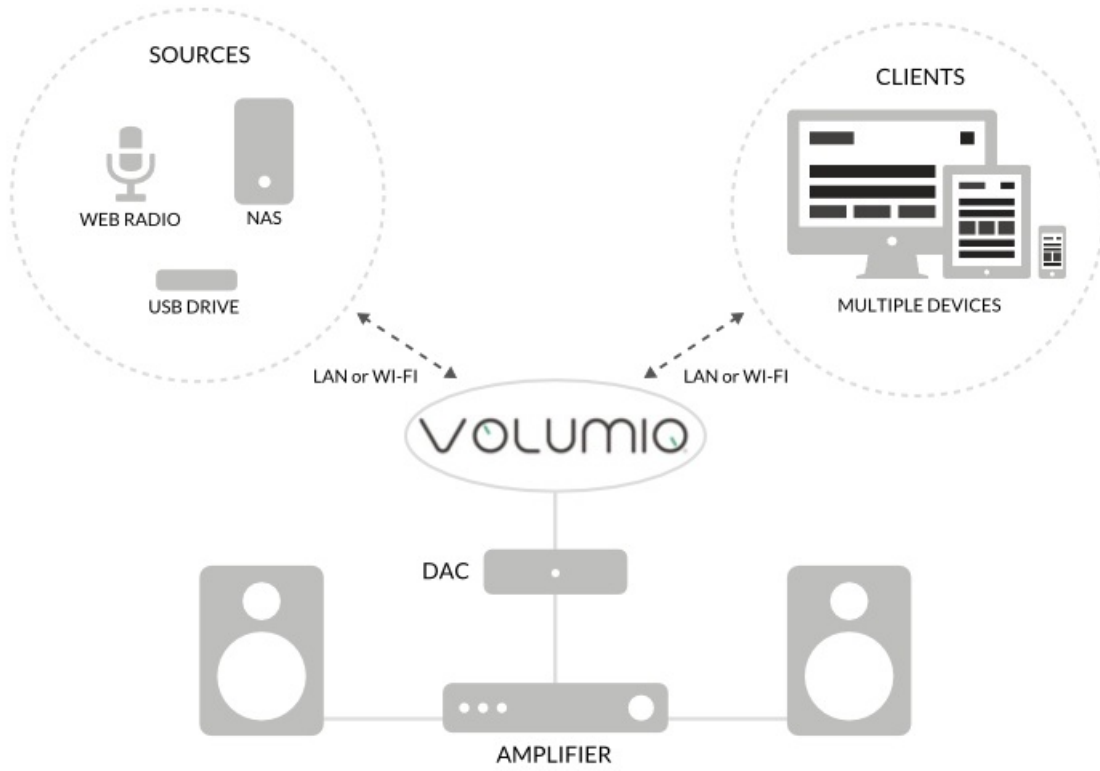 SOURCES
WEB RADIO
NAS
USB DRIVE
CLIENTS
MULTIPLE DEVICES
LAN or WI-FI
LAN or WI-FI
VOLUMIO
DAC
AMPLIFIER